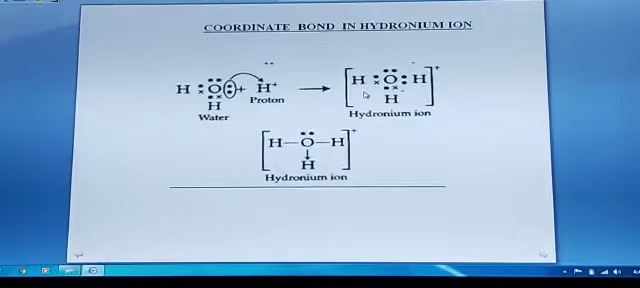 COORDINATE BOND IN HYDRONIUM ION
H O + H+ → [H O H]+
H H
Water Proton
Hydronium ion
[H—O—H]+
↓
H
Hydronium ion